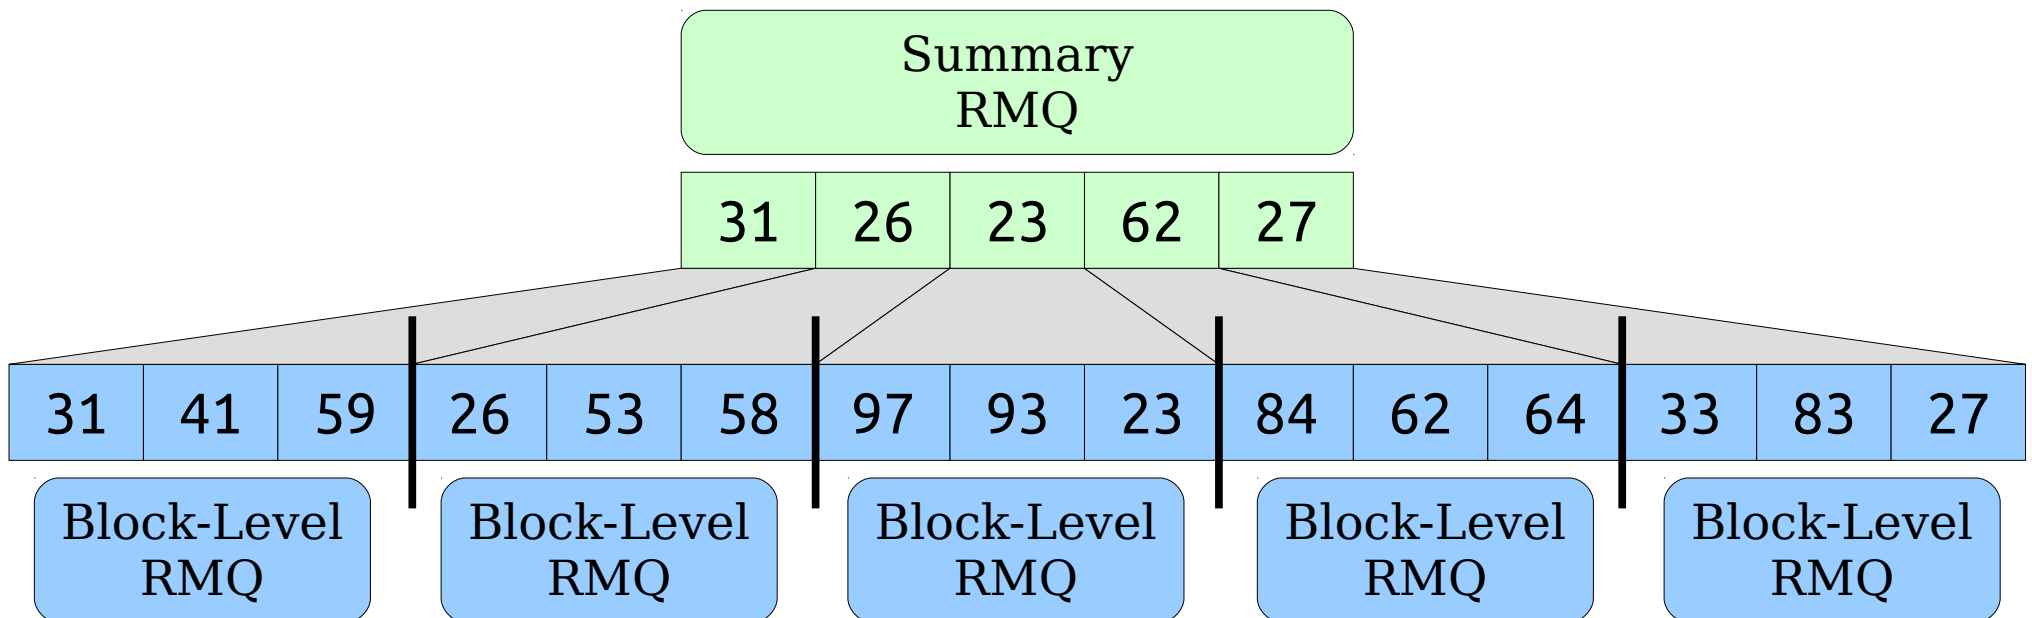 Summary
RMQ
31 26 23 62 27
31 41 59 26 53 58 97 93 23 84 62 64 33 83 27
Block-Level Block-Level Block-Level Block-Level Block-Level
RMQ RMQ RMQ RMQ RMQ